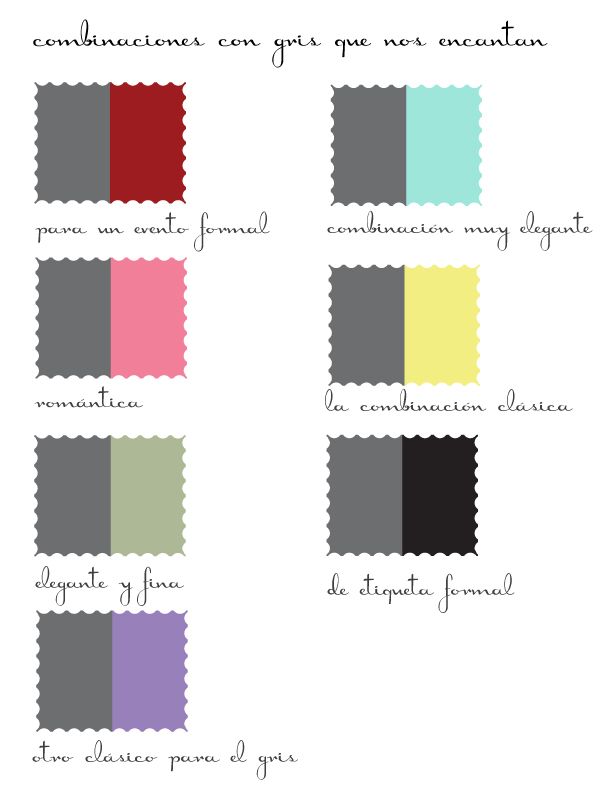 combinaciones con gris que nos encantan
para un evento formal
combinación muy elegante
romántica
la combinación clásica
elegante y fina
de etiqueta formal
otro clásico para el gris